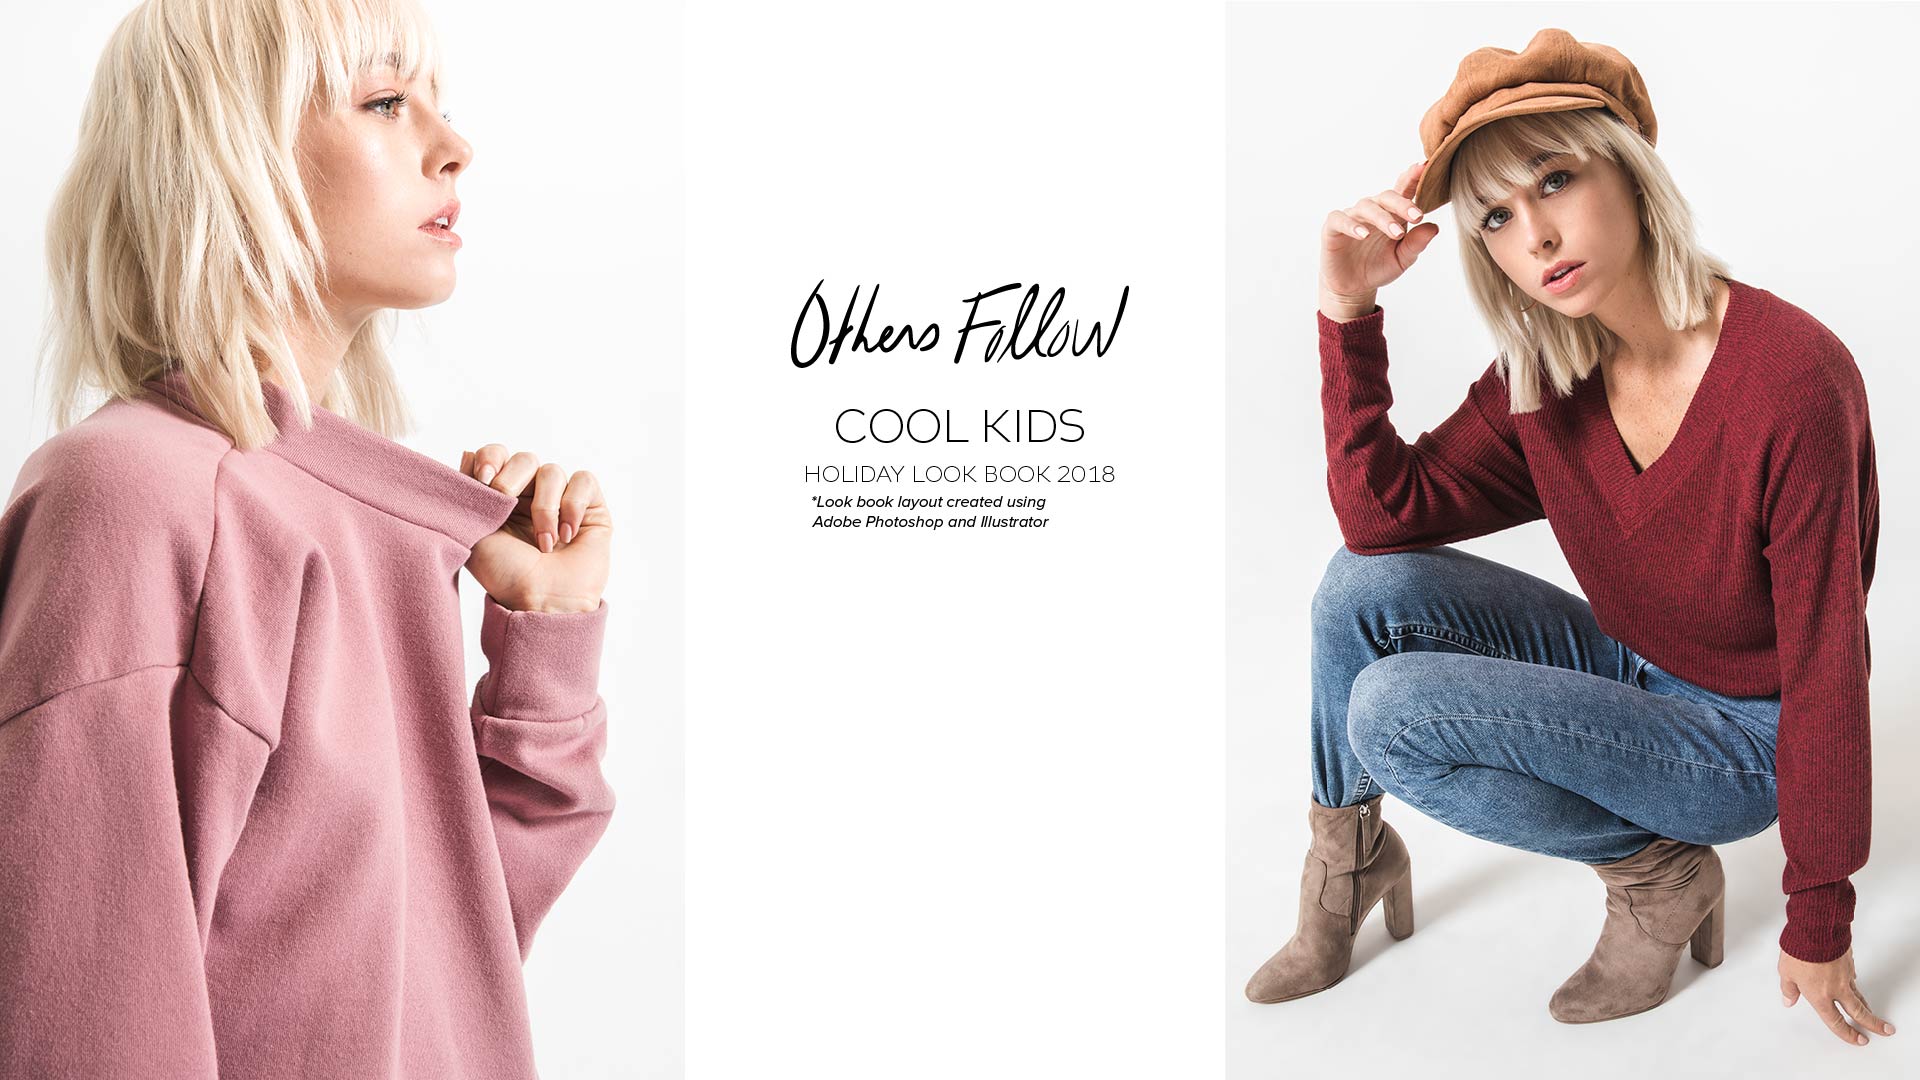 Others Follow
COOL KIDS
HOLIDAY LOOK BOOK 2018
*Look book layout created using
Adobe Photoshop and Illustrator